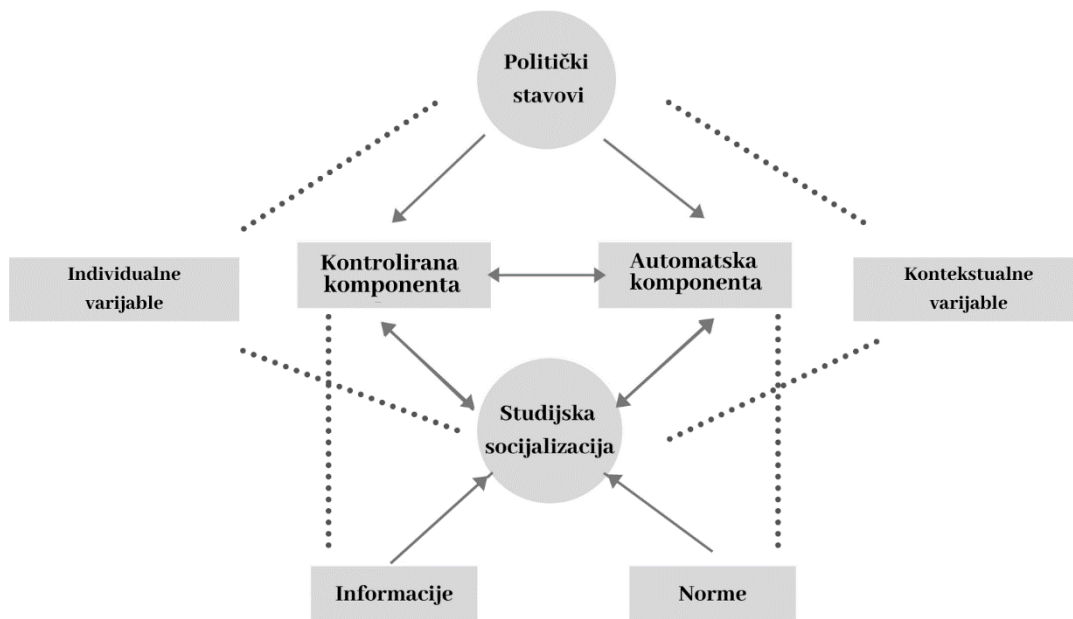 Politički
stavovi
Individualne
varijable
Kontrolirana
komponenta
Automatska
komponenta
Kontekstualne
varijable
Studijska
socijalizacija
Informacije
Norme